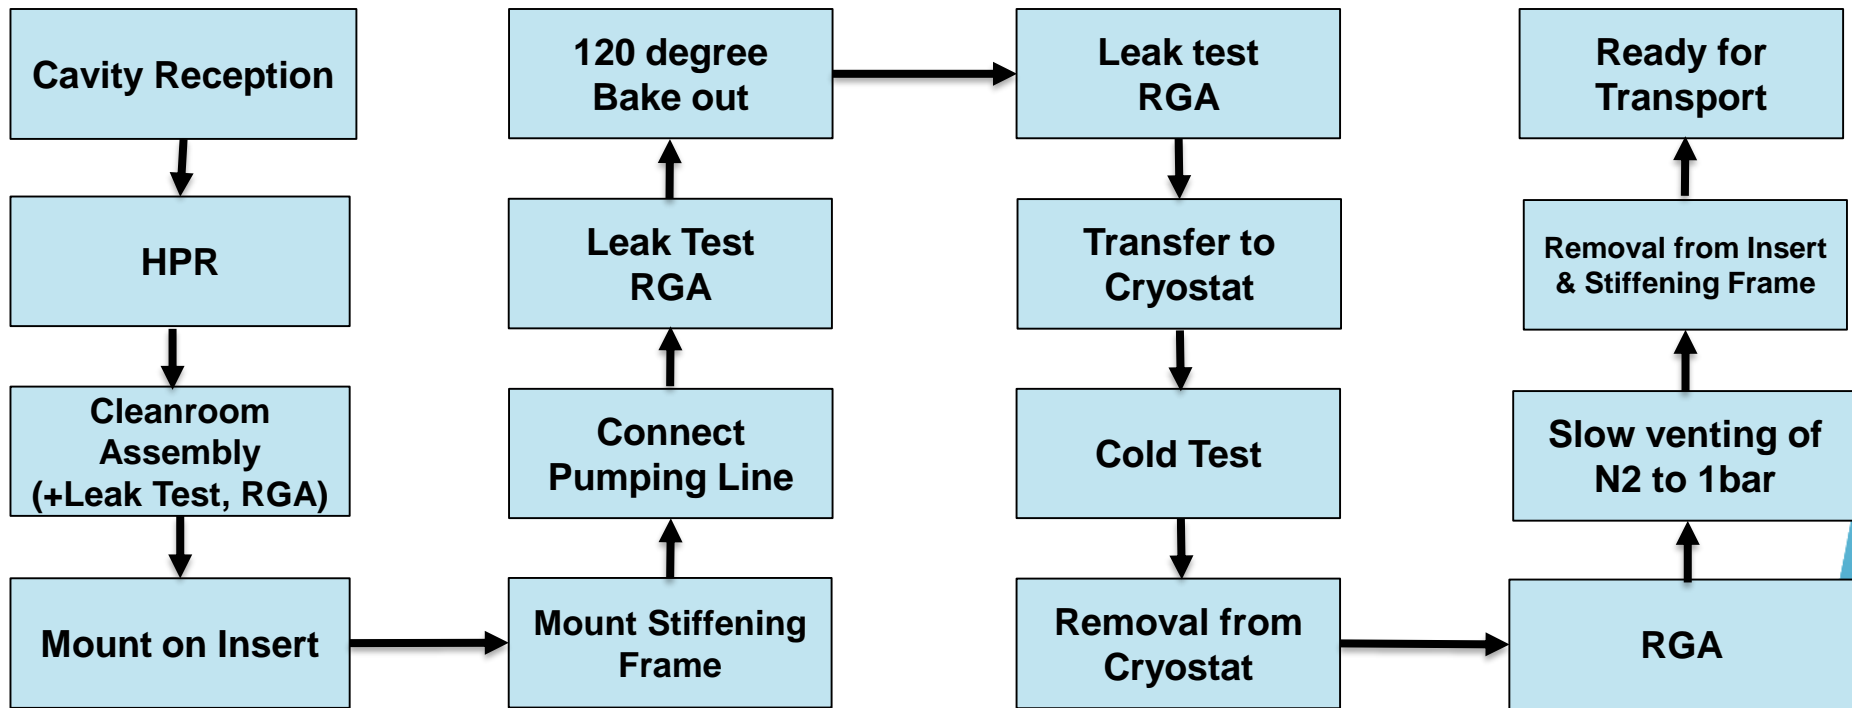 Cavity Reception
HPR
Cleanroom
Assembly
(+Leak Test, RGA)
Mount on Insert
Mount Stiffening
Frame
Connect
Pumping Line
Leak Test
RGA
120 degree
Bake out
Leak test
RGA
Transfer to
Cryostat
Cold Test
Removal from
Cryostat
RGA
Slow venting of
N2 to 1bar
Removal from Insert
& Stiffening Frame
Ready for
Transport